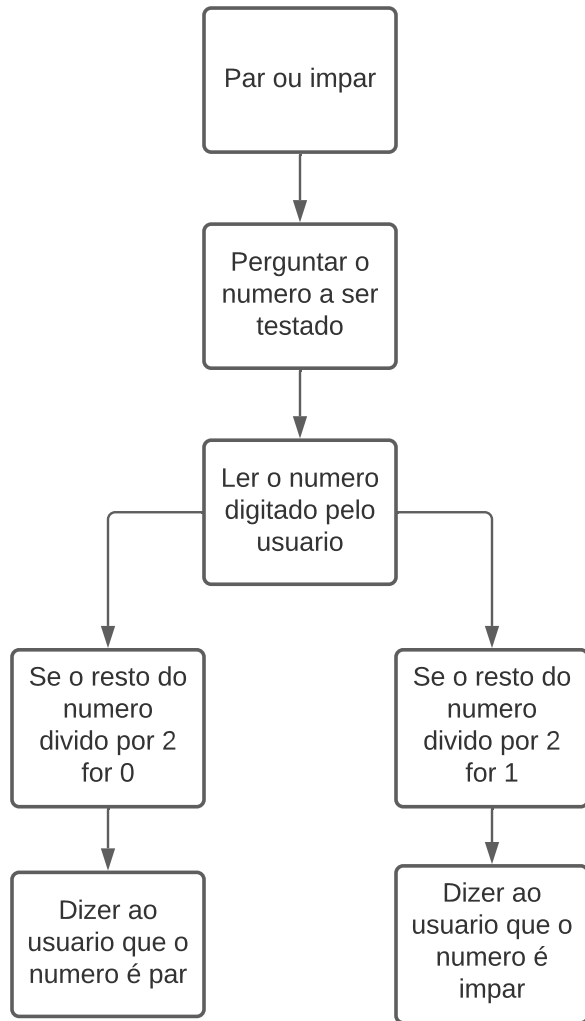 Par ou impar
Perguntar o
numero a ser
testado
Ler o numero
digitado pelo
usuario
Se o resto do
numero
divido por 2
for 0
Se o resto do
numero
divido por 2
for 1
Dizer ao
usuario que o
numero é par
Dizer ao
usuario que o
numero é
impar